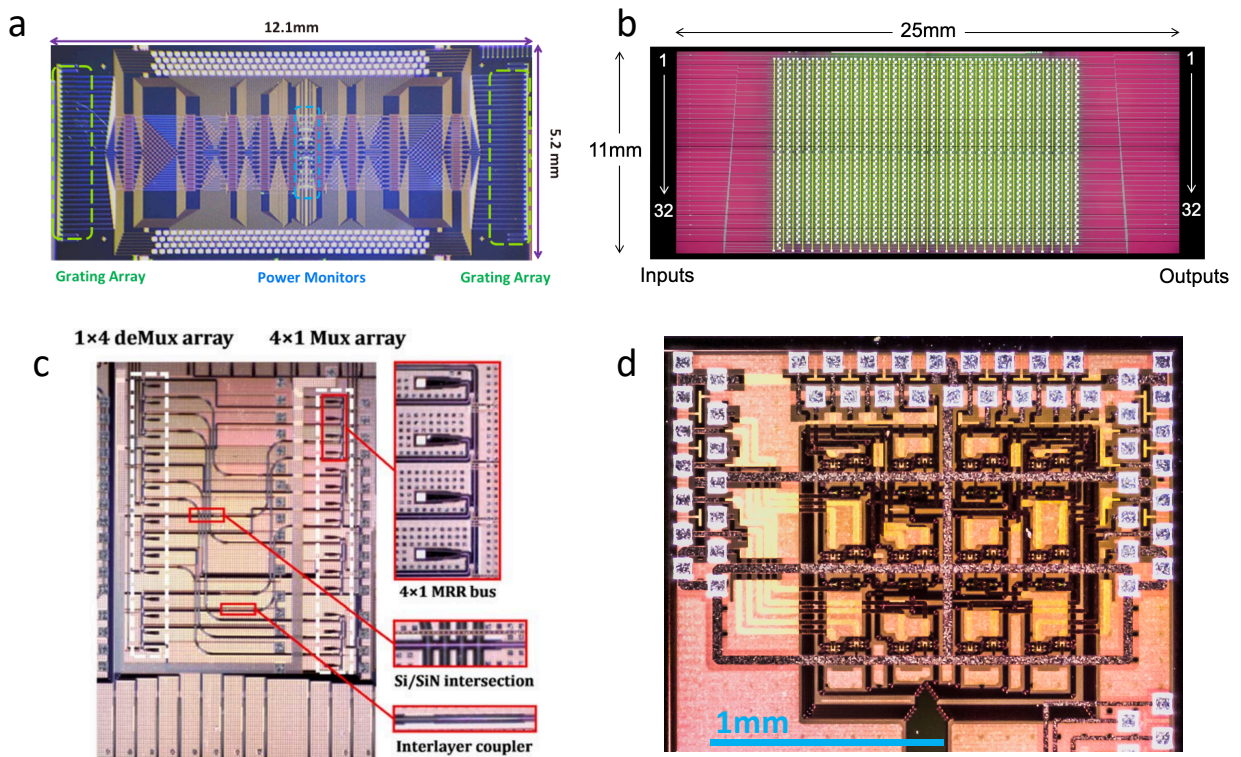 a
12.1mm
5.2 mm
Grating Array
Power Monitors
Grating Array
b
25mm
11mm
1
32
1
32
Inputs
Outputs
c
1×4 deMux array
4×1 Mux array
4×1 MRR bus
Si/SiN intersection
Interlayer coupler
d
1mm